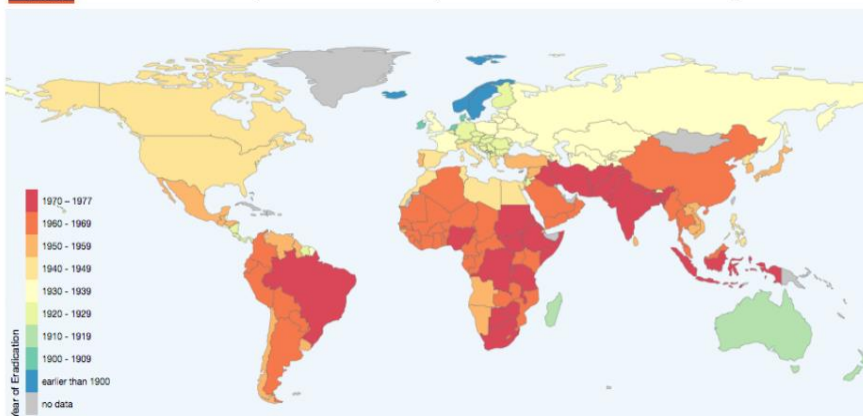 1970 – 1977
1960 - 1969
1950 - 1959
1940 - 1949
1930 - 1939
1920 - 1929
1910 - 1919
1900 - 1909
earlier than 1900
no data
Year of Eradication